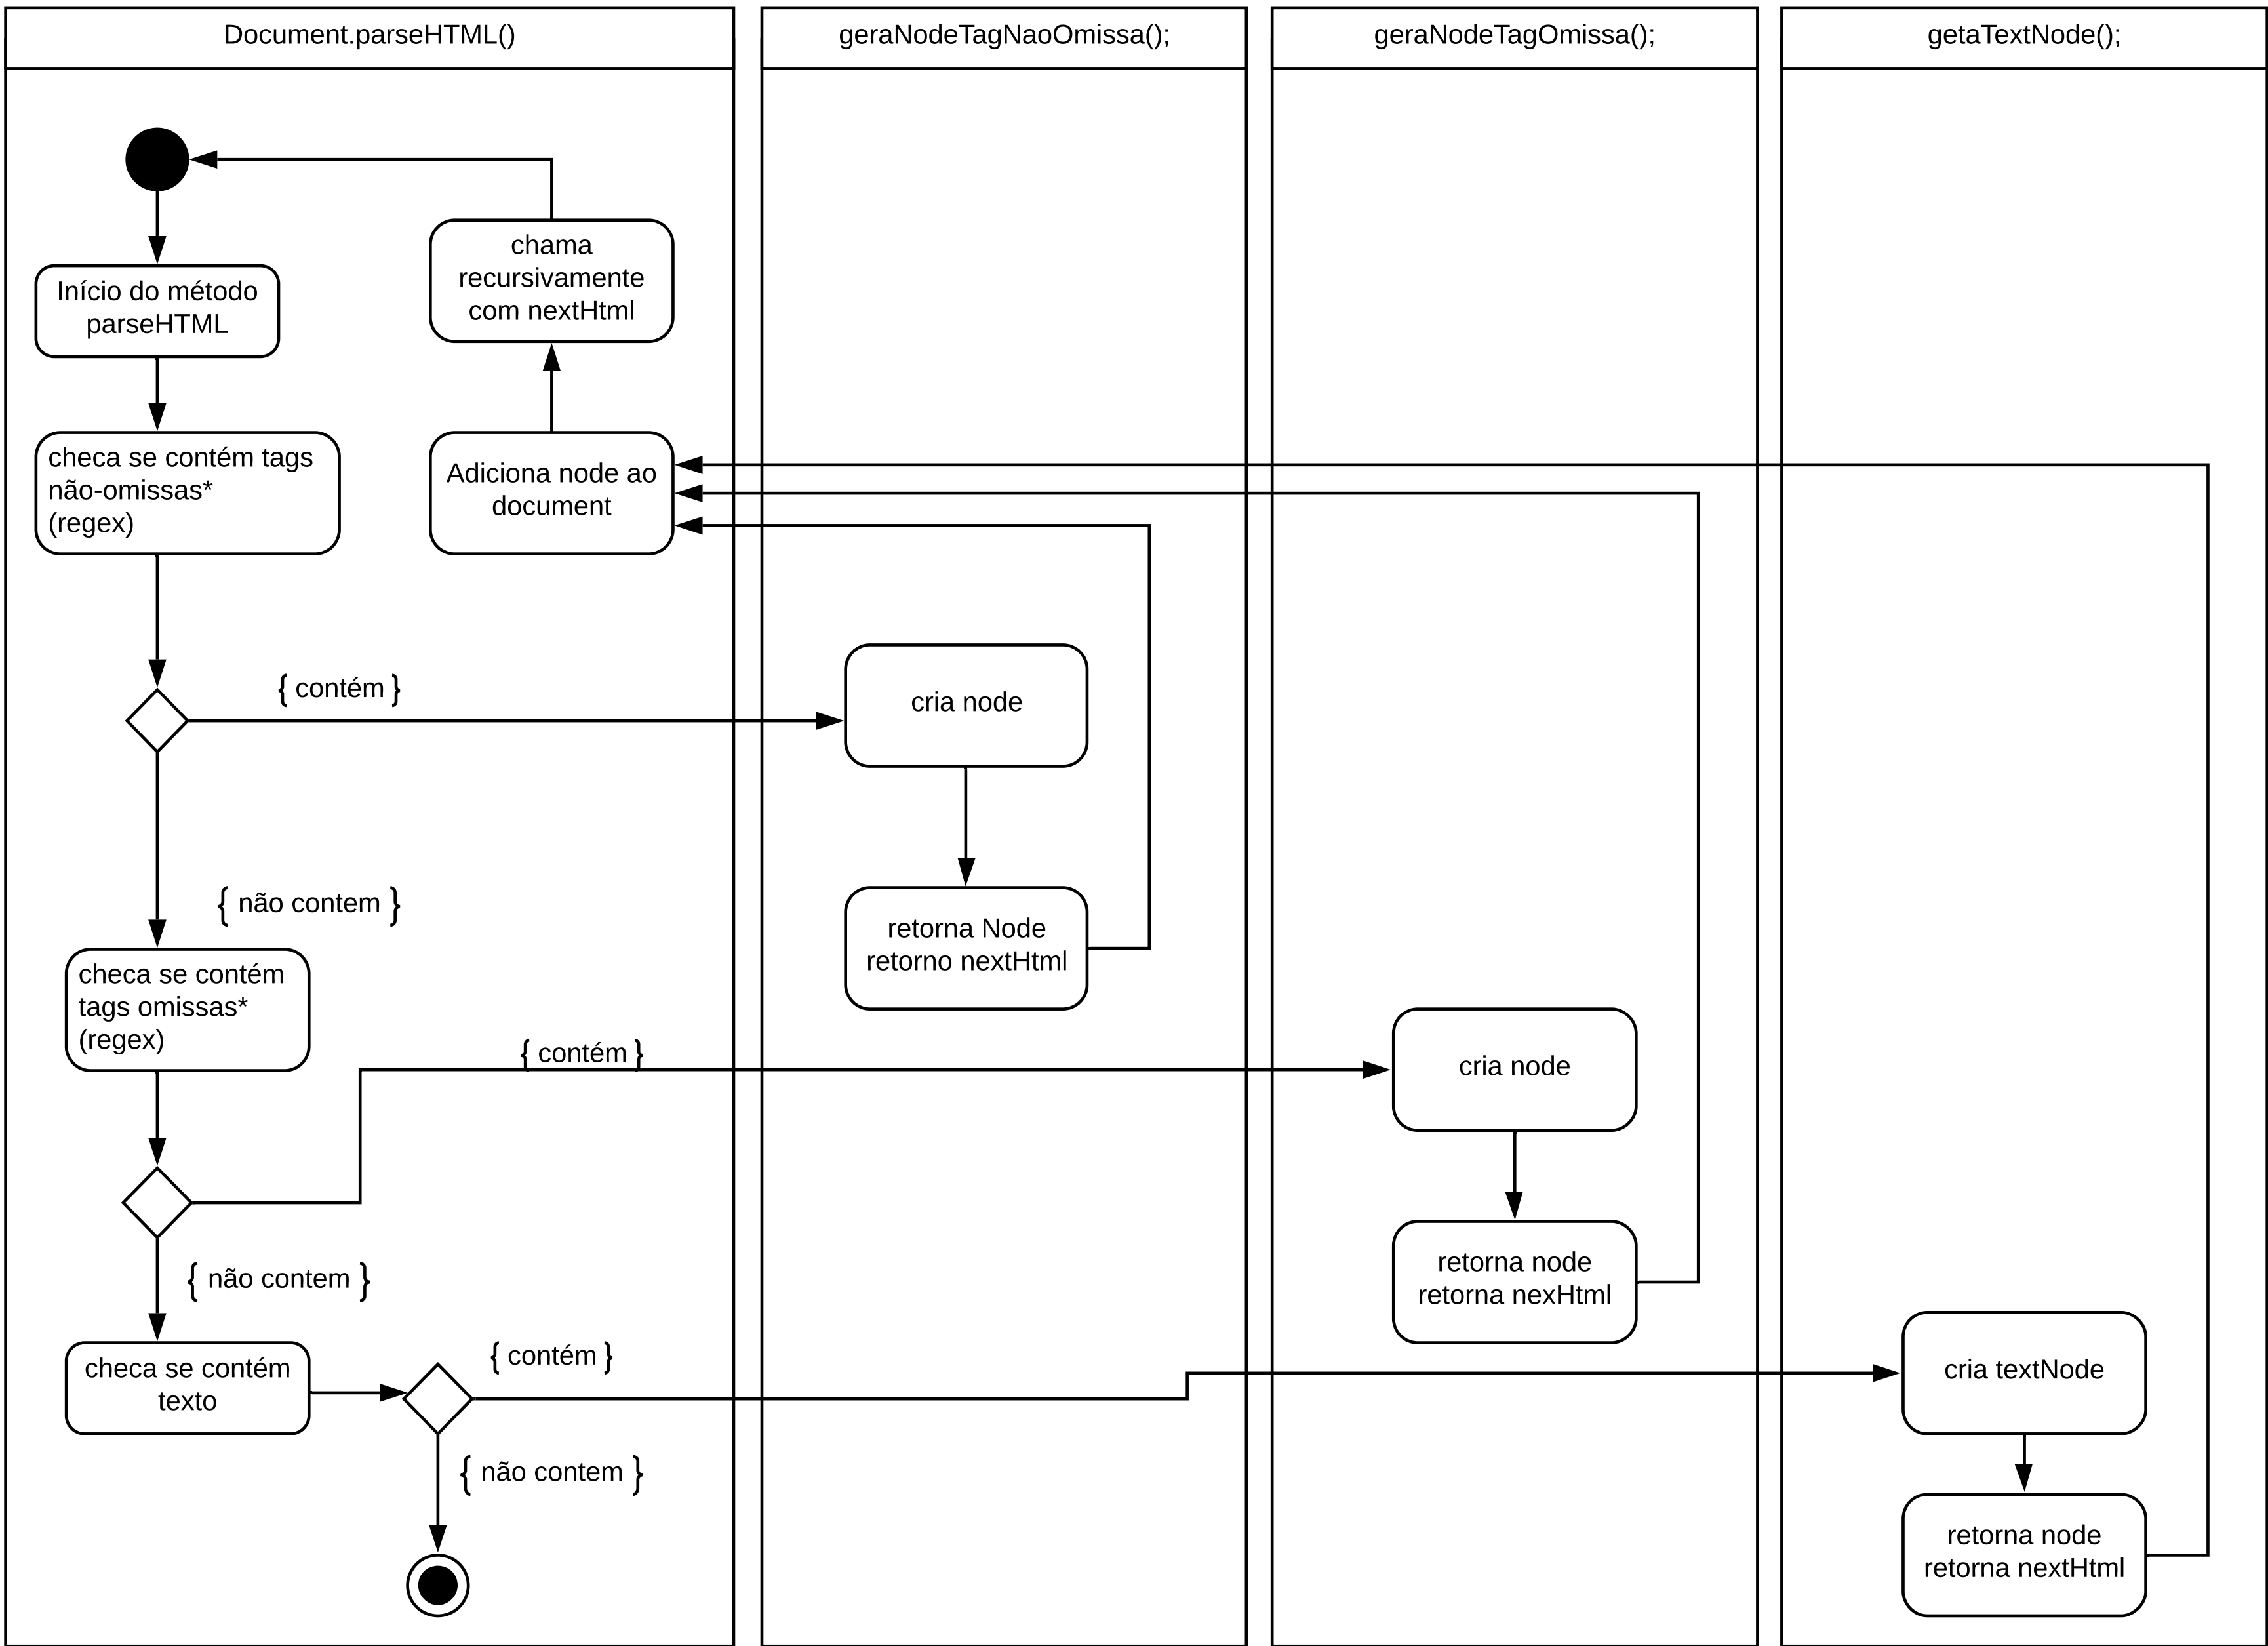 Document.parseHTML()
geraNodeTagNaoOmissa();
geraNodeTagOmissa();
getaTextNode();
Início do método
parseHTML
chama
recursivamente
com nextHtml
checa se contém tags
não-omissas*
(regex)
Adiciona node ao
document
{ contém }
cria node
{ não contem }
retorna Node
retorno nextHtml
checa se contém
tags omissas*
(regex)
{ contém }
cria node
{ não contem }
retorna node
retorna nexHtml
checa se contém
texto
{ contém }
cria textNode
{ não contem }
retorna node
retorna nextHtml